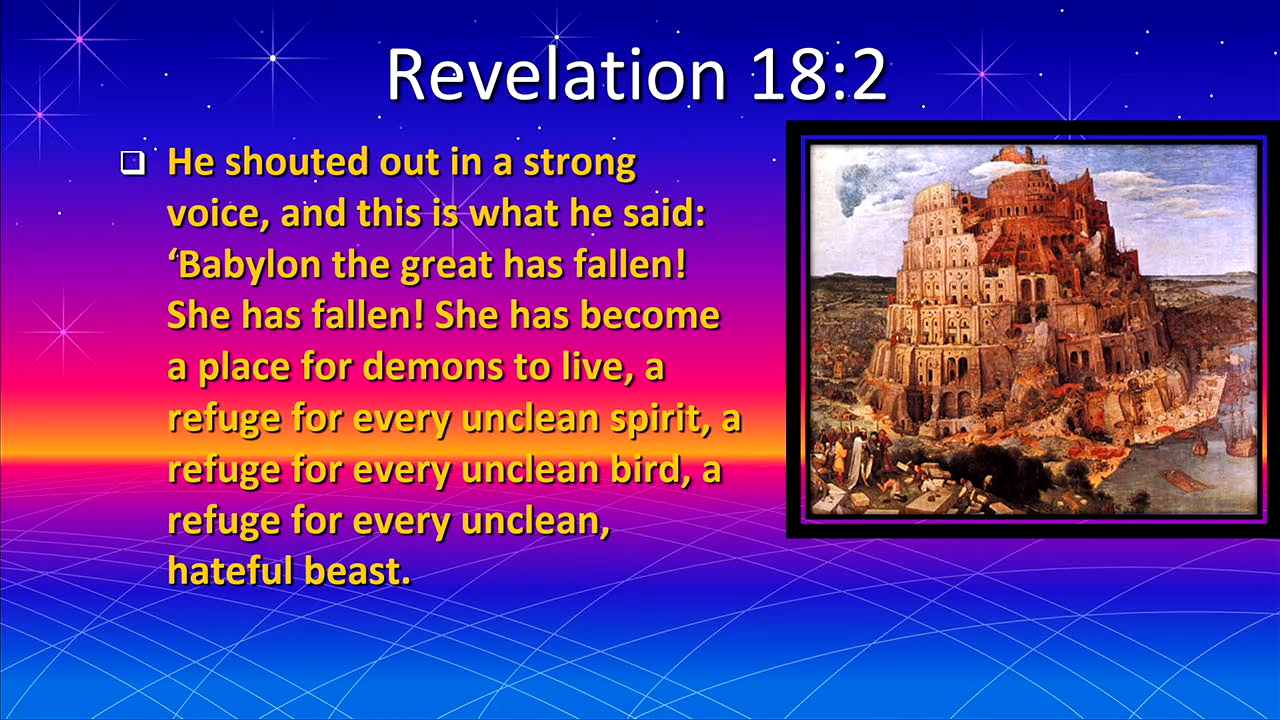 Revelation 18:2
He shouted out in a strong
voice, and this is what he said:
‘Babylon the great has fallen!
She has fallen! She has become
a place for demons to live, a
refuge for every unclean spirit, a
refuge for every unclean bird, a
refuge for every unclean,
hateful beast.